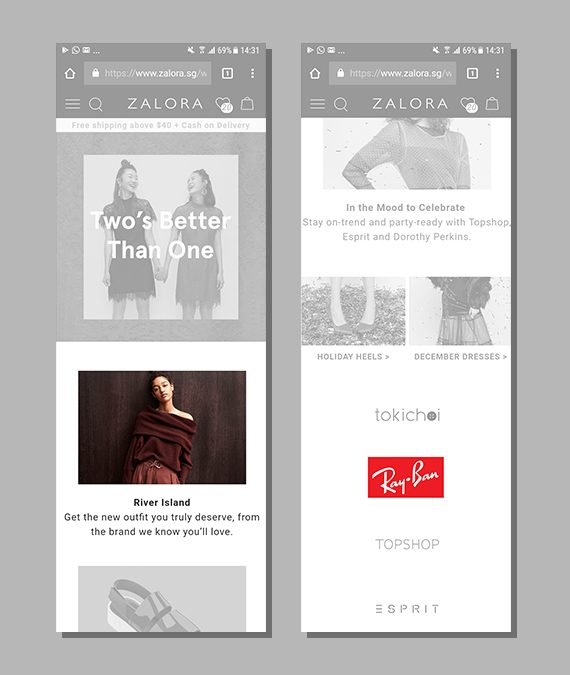 ... 69% 14:31
https://www.zalora.sg/w 1
ZALORA 20
Free shipping above $40 + Cash on Delivery
Two's Better
Than One
River Island
Get the new outfit you truly deserve, from
the brand we know you'll love.
... 69% 14:31
https://www.zalora.sg/w 1
ZALORA 20
In the Mood to Celebrate
Stay on-trend and party-ready with Topshop,
Esprit and Dorothy Perkins.
HOLIDAY HEELS > DECEMBER DRESSES >
tokichoi
Ray-Ban
TOPSHOP
ESPRIT